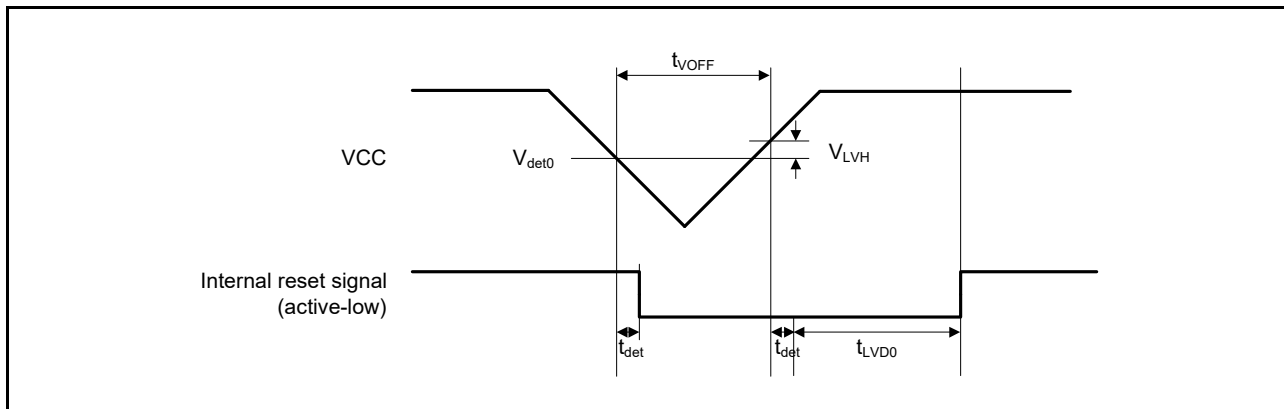 tVOFF
VCC
Vdet0
VLVH
Internal reset signal
(active-low)
tdet
tdet
tLVD0